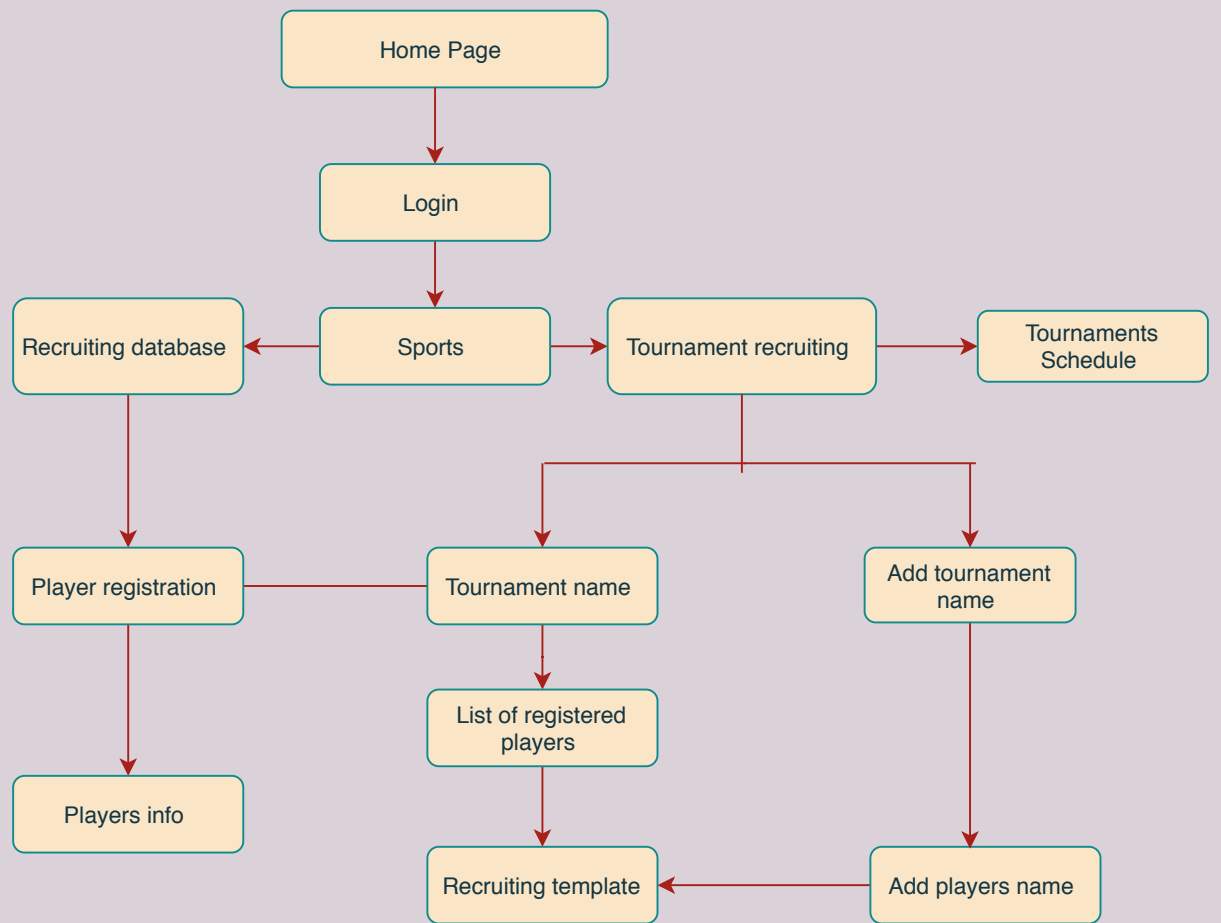 Home Page
Login
Recruiting database
Sports
Tournament recruiting
Tournaments
Schedule
Player registration
Tournament name
Add tournament
name
List of registered
players
Players info
Recruiting template
Add players name